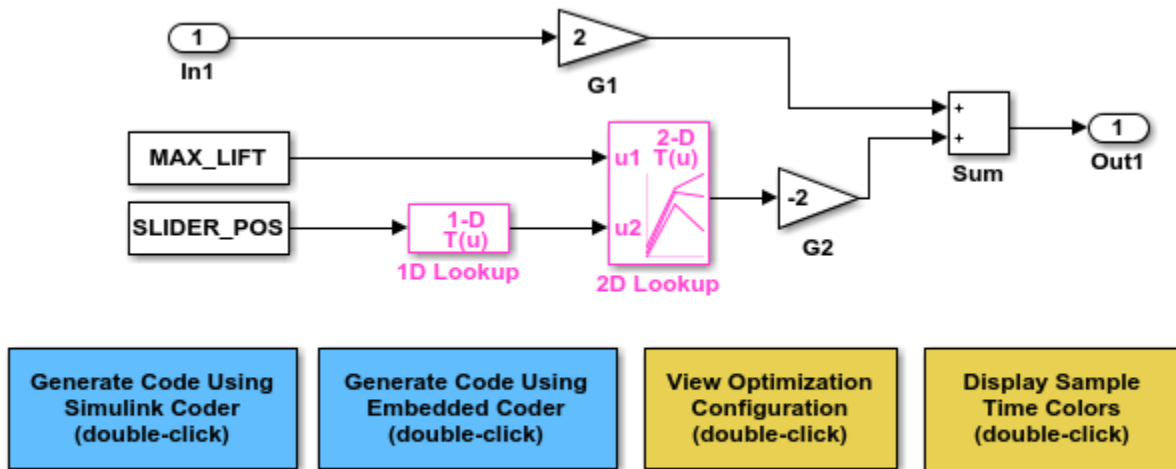 1
In1
2
G1
MAX_LIFT
SLIDER_POS
1-D
T(u)
1D Lookup
u1
2-D
T(u)
u2
2D Lookup
-2
G2
+
+
Sum
1
Out1
Generate Code Using
Simulink Coder
(double-click)
Generate Code Using
Embedded Coder
(double-click)
View Optimization
Configuration
(double-click)
Display Sample
Time Colors
(double-click)